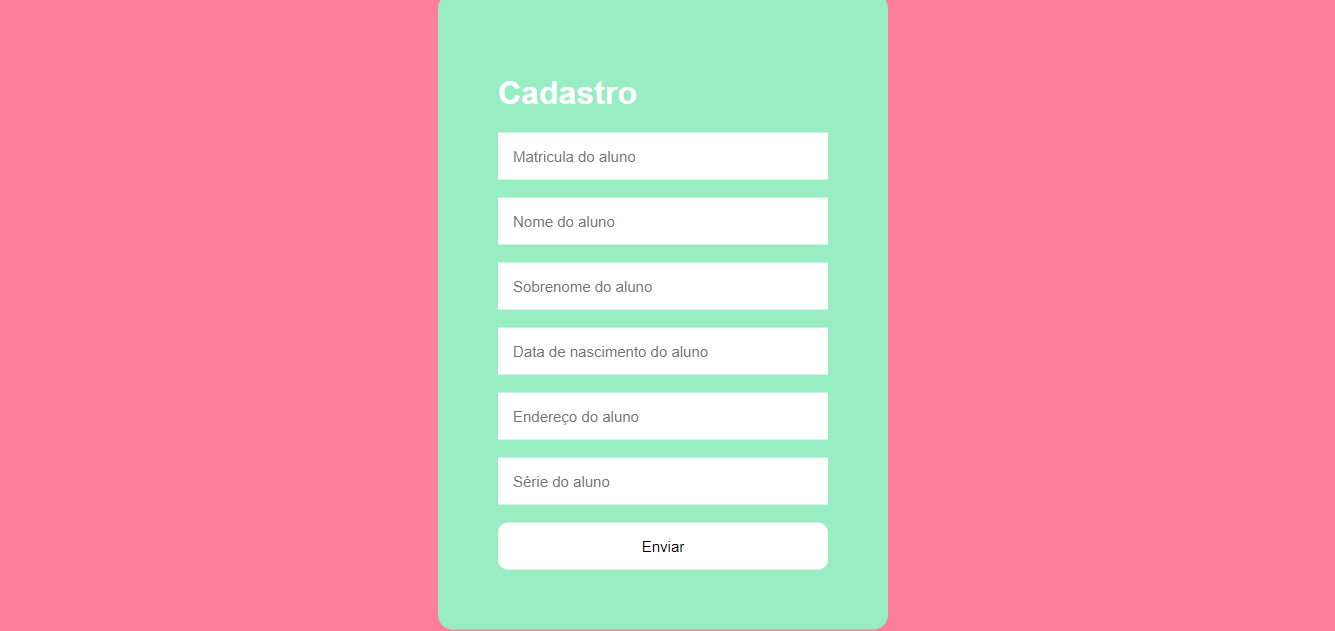 Cadastro
Matricula do aluno
Nome do aluno
Sobrenome do aluno
Data de nascimento do aluno
Endereço do aluno
Série do aluno
Enviar